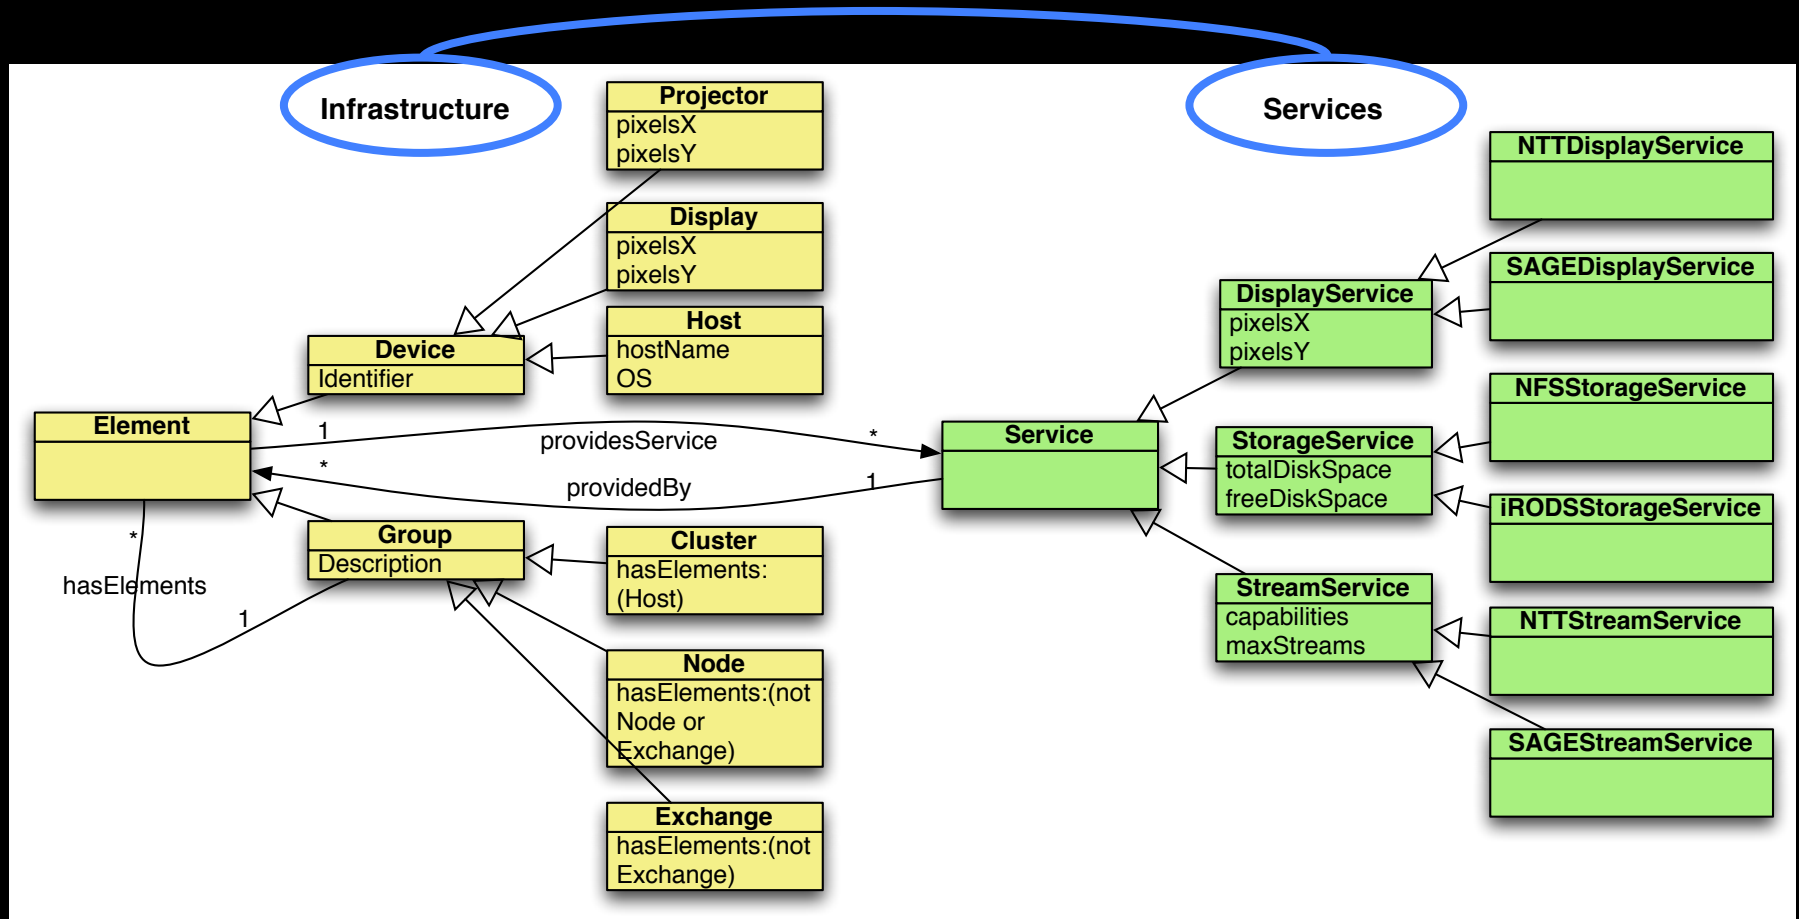 Infrastructure
Services
Projector
pixelsX
pixelsY
Display
pixelsX
pixelsY
Host
hostName
OS
Device
Identifier
Element
1
providesService
*
*
providedBy
1
*
hasElements
1
Group
Description
Cluster
hasElements:
(Host)
Node
hasElements:(not
Node or
Exchange)
Exchange
hasElements:(not
Exchange)
Service
DisplayService
pixelsX
pixelsY
StorageService
totalDiskSpace
freeDiskSpace
StreamService
capabilities
maxStreams
NTTDisplayService
SAGEDisplayService
NFSStorageService
iRODSStorageService
NTTStreamService
SAGEStreamService